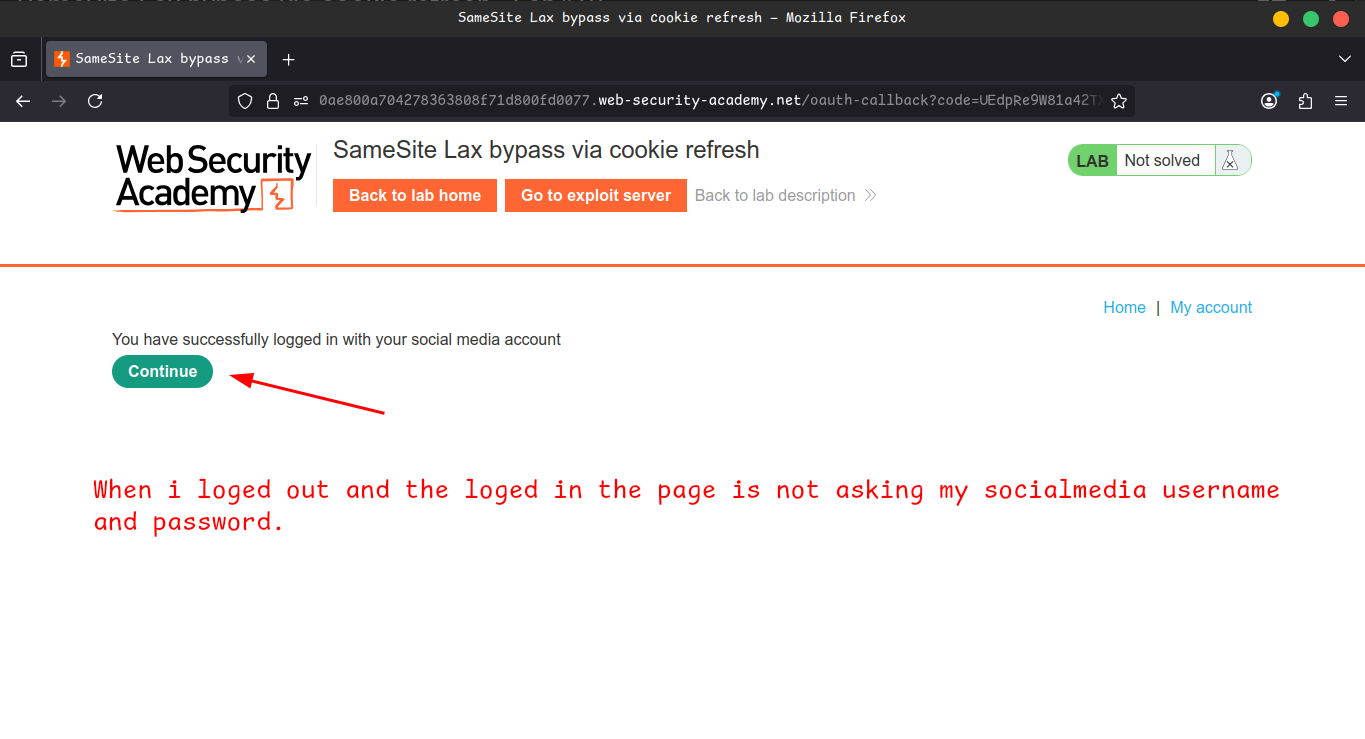 SameSite Lax bypass via cookie refresh — Mozilla Firefox
SameSite Lax bypass v
0ae800a704278363808f71d800fd0077.web-security-academy.net/oauth-callback?code=UEdpRe9W81a42TX
Web Security
Academy
SameSite Lax bypass via cookie refresh
Back to lab home
Go to exploit server
Back to lab description
LAB
Not solved
Home | My account
You have successfully logged in with your social media account
Continue
When i loged out and the loged in the page is not asking my socialmedia username
and password.